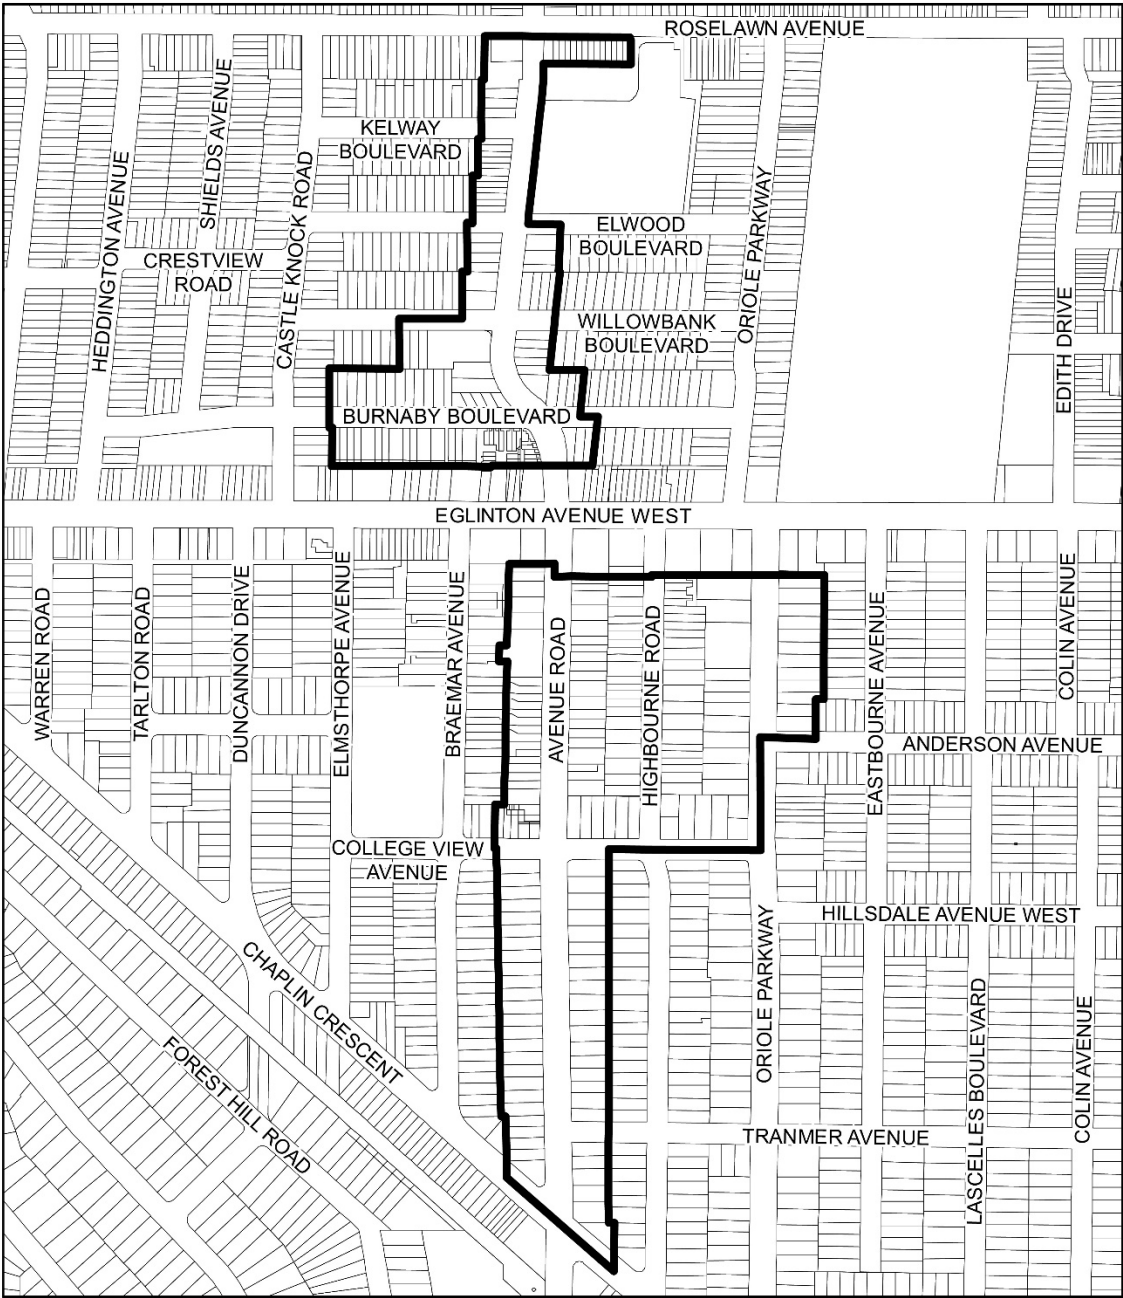 ROSELAWN AVENUE
SHIELDS AVENUE
KELWAY
BOULEVARD
HEDDINGTON AVENUE
CASTLE KNOCK ROAD
ORIOLE PARKWAY
ELWOOD
BOULEVARD
CRESTVIEW
ROAD
WILLOWBANK
BOULEVARD
EDITH DRIVE
BURNABY BOULEVARD
EGLINTON AVENUE WEST
WARREN ROAD
TARLTON ROAD
DUNCANNON DRIVE
ELMSTHORPE AVENUE
BRAEMAR AVENUE
AVENUE ROAD
HIGHBOURNE ROAD
EASTBOURNE AVENUE
COLIN AVENUE
ANDERSON AVENUE
COLLEGE VIEW
AVENUE
HILLSDALE AVENUE WEST
CHAPLIN CRESCENT
ORIOLE PARKWAY
LASCELLES BOULEVARD
COLIN AVENUE
FOREST HILL ROAD
TRANMER AVENUE